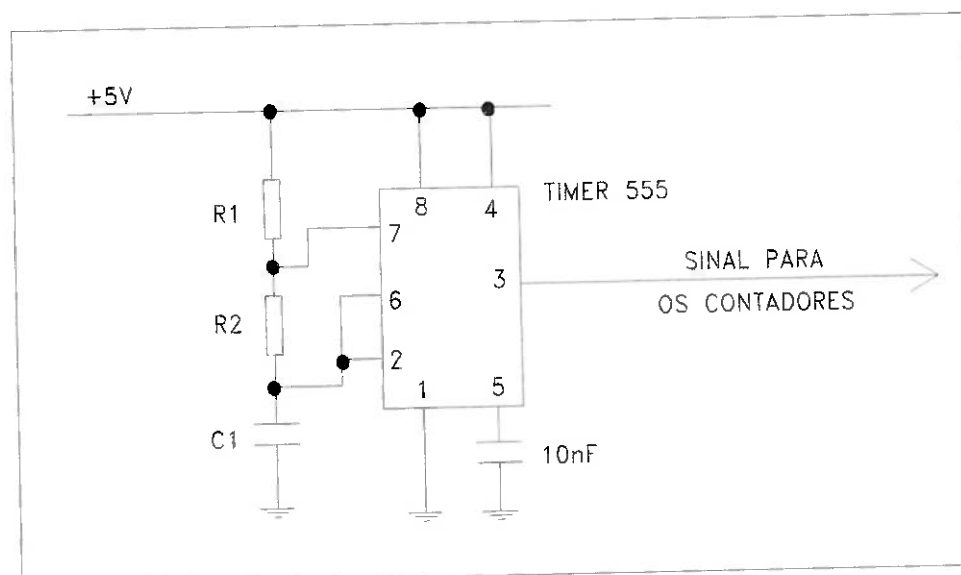 +5V
TIMER 555
R1
8
4
7
SINAL PARA
3
OS CONTADORES
6
R2
2
1
5
C1
10nF